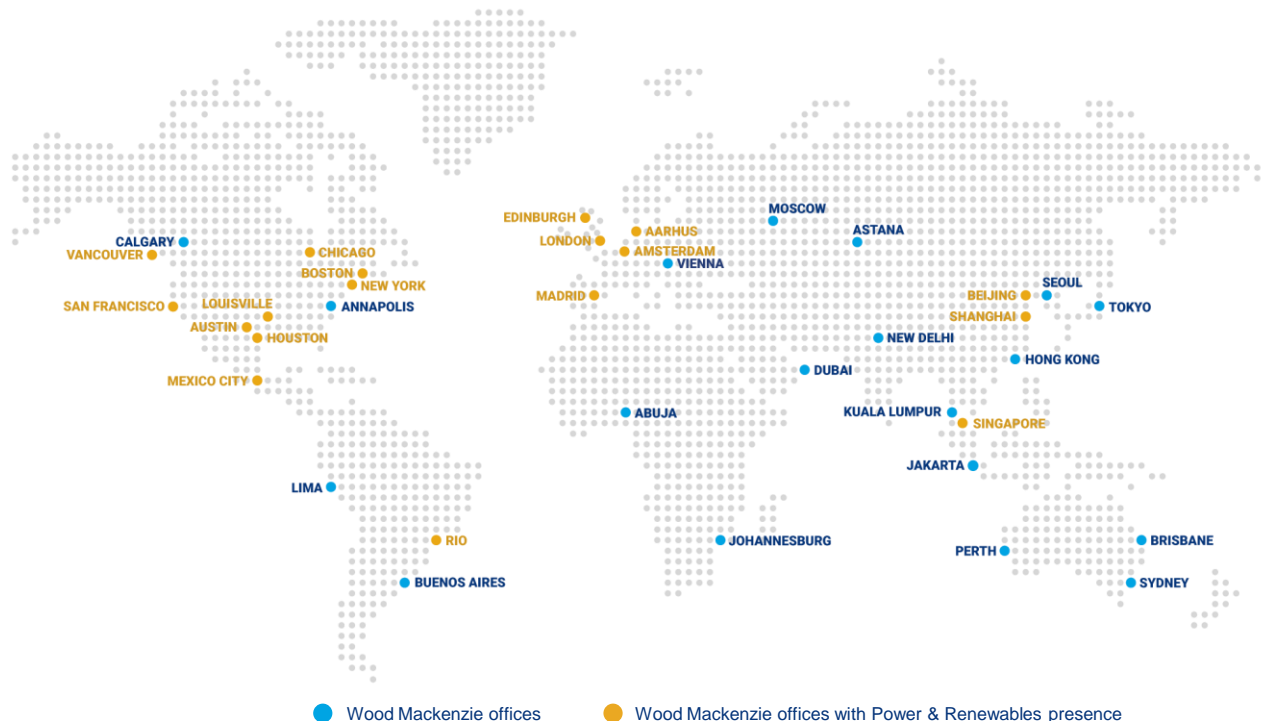 EDINBURGH
MOSCOW
AARHUS
ASTANA
LONDON
CALGARY
AMSTERDAM
VANCOUVER
CHICAGO
VIENNA
BOSTON
NEW YORK
SEOUL
MADRID
BEIJING
LOUISVILLE
SAN FRANCISCO
ANNAPOLIS
TOKYO
SHANGHAI
AUSTIN
HOUSTON
NEW DELHI
HONG KONG
DUBAI
MEXICO CITY
ABUJA
KUALA LUMPUR
SINGAPORE
JAKARTA
LIMA
RIO
JOHANNESBURG
BRISBANE
PERTH
BUENOS AIRES
SYDNEY
Wood Mackenzie offices
Wood Mackenzie offices with Power & Renewables presence